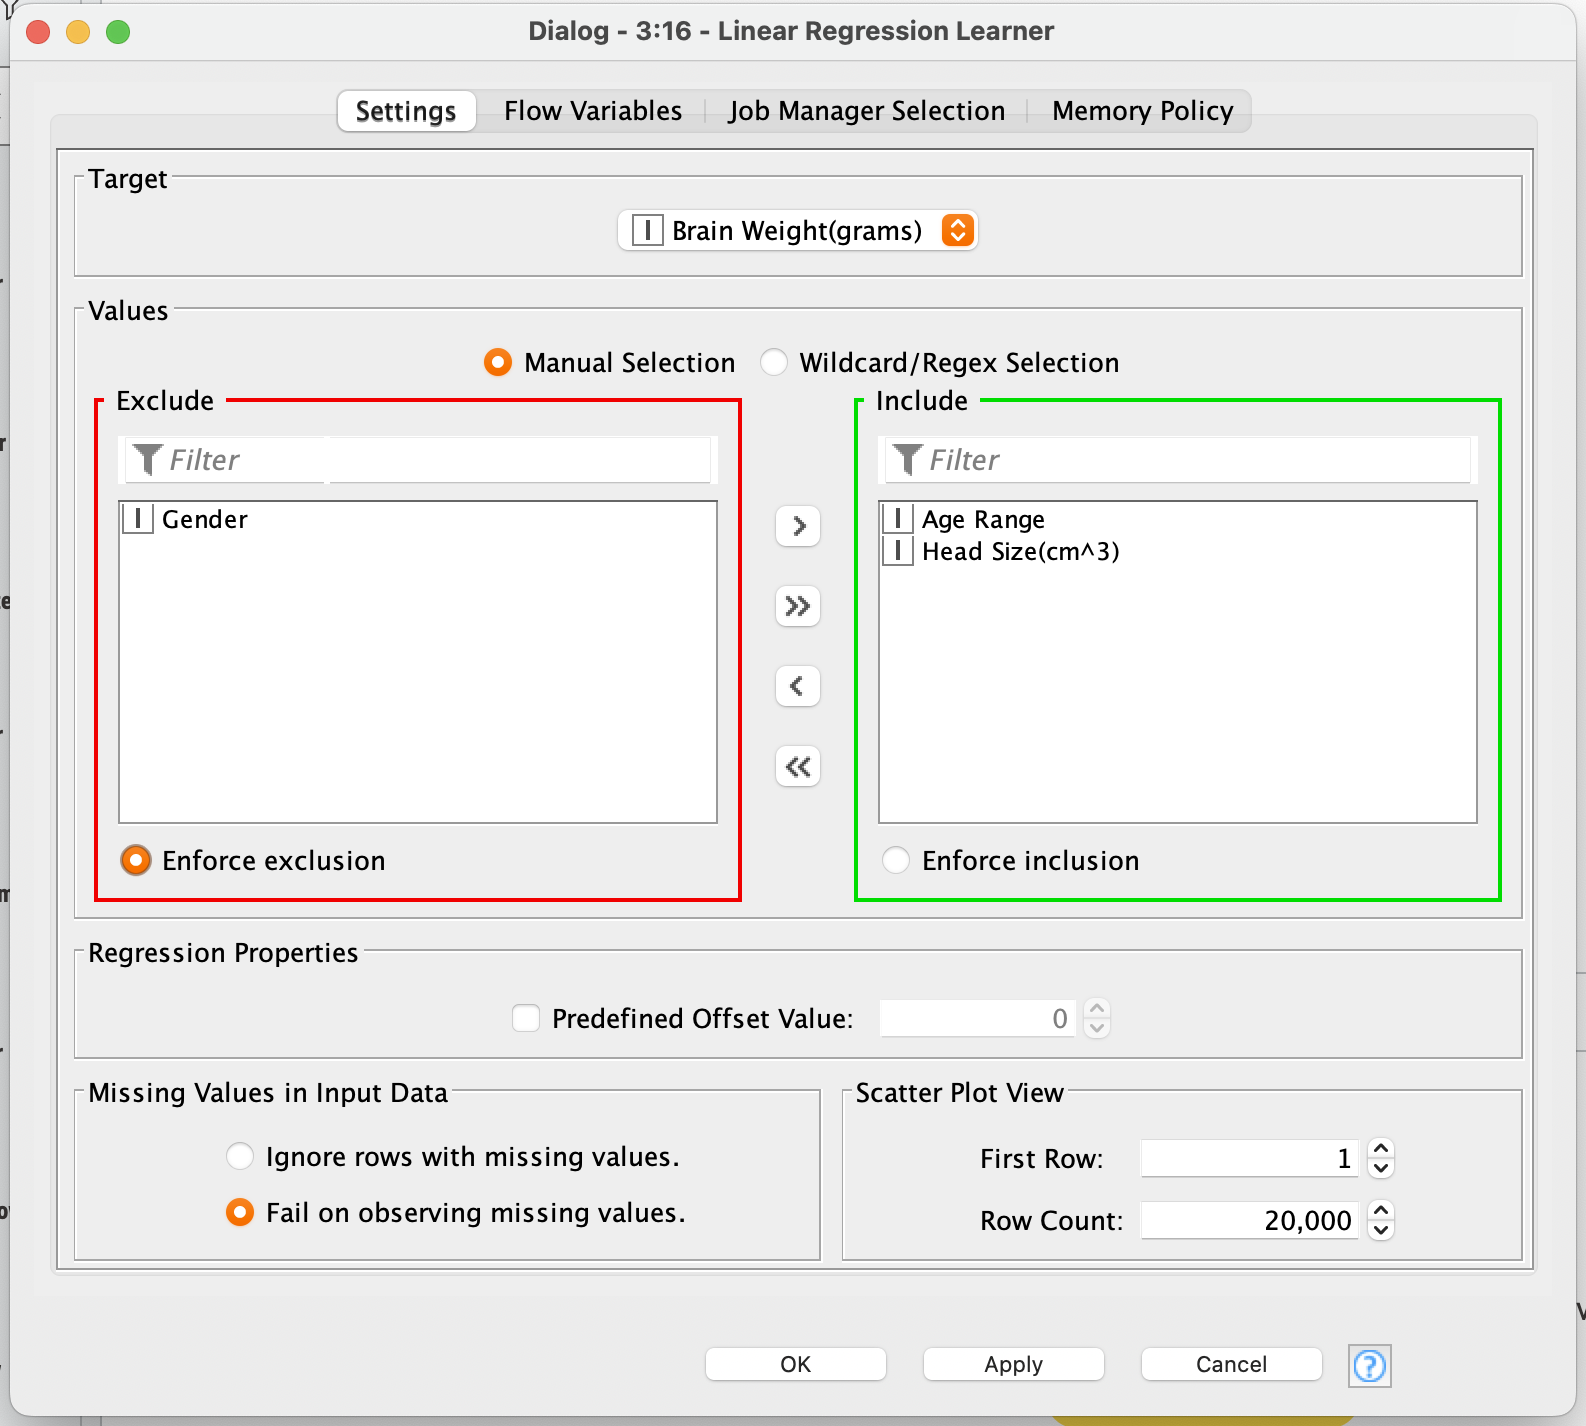 Dialog - 3:16 - Linear Regression Learner
Settings Flow Variables Job Manager Selection Memory Policy
Target
I Brain Weight(grams)
Values
Manual Selection Wildcard/Regex Selection
Exclude
Filter
I Gender
Enforce exclusion
>
>>
<
<<
Include
Filter
I Age Range
I Head Size(cm^3)
Enforce inclusion
Regression Properties
Predefined Offset Value: 0
Missing Values in Input Data
Ignore rows with missing values.
Fail on observing missing values.
Scatter Plot View
First Row: 1
Row Count: 20,000
OK Apply Cancel ?